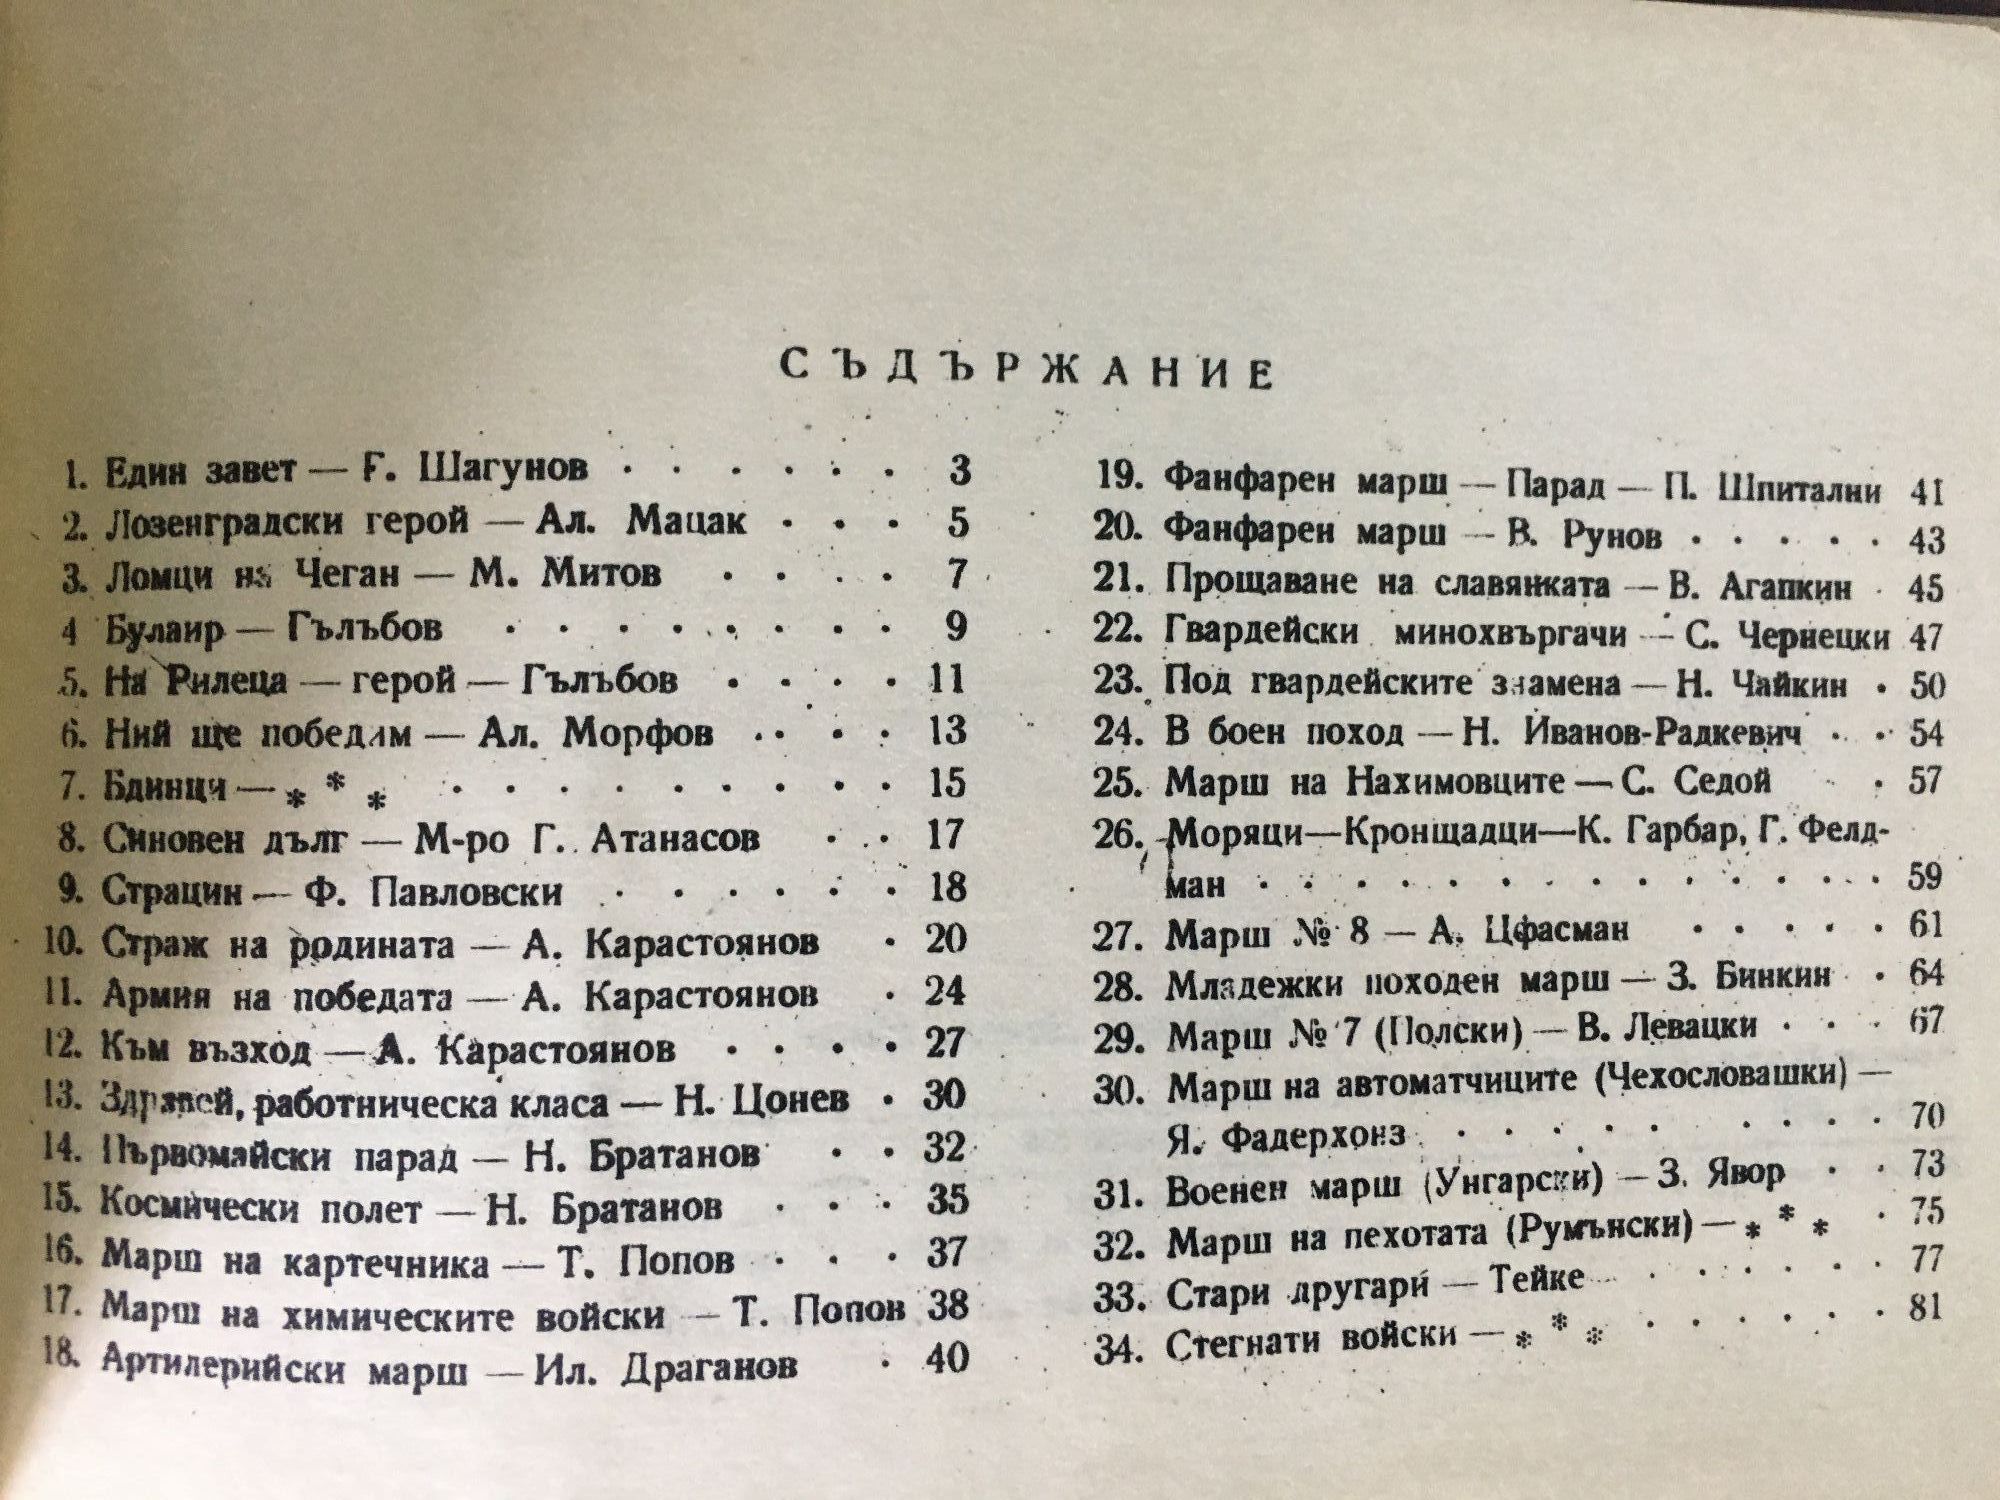 СЪДЪРЖАНИЕ
1. Един завет — Г. Шагунов . . . . . . 3
2. Лозенградски герой — Ал. Мацак . . . 5
3. Ломци на Чеган — М. Митов . . . . 7
4 Булаир — Гълъбов . . . . . . . . 9
5. На Рилеца — герой — Гълъбов . . . . 11
6. Ний ще победим — Ал. Морфов . . . . 13
7. Бдинци — * * * . . . . . . . . 15
8. Синовен дълг — М-ро Г. Атанасов . . 17
9. Страцин — Ф. Павловски . . . . . . 18
10. Страж на родината — А. Карастоянов . 20
11. Армия на победата — А. Карастоянов . 24
12. Към възход — А. Карастоянов . . . . 27
13. Здравей, работническа класа — Н. Цонев . 30
14. Първомайски парад — Н. Братанов . . 32
15. Космически полет — Н. Братанов . . . 35
16. Марш на картечника — Т. Попов . . . 37
17. Марш на химическите войски — Т. Попов 38
18. Артилерийски марш — Ил. Драганов . 40
19. Фанфарен марш — Парад — П. Шпитални 41
20. Фанфарен марш — В. Рунов . . . . . 43
21. Прощаване на славянката — В. Агапкин . 45
22. Гвардейски минохвъргачи — С. Чернецки 47
23. Под гвардейските знамена — Н. Чайкин . 50
24. В боен поход — Н. Иванов-Радкевич . . 54
25. Марш на Нахимовците — С. Седой . 57
26. Моряци—Кронщадци—К. Гарбар, Г. Фелд-
ман . . . . . . . . . . . . . . 59
27. Марш № 8 — А. Цфасман . . . . . 61
28. Младежки походен марш — З. Бинкин . 64
29. Марш № 7 (Полски) — В. Левацки . . . 67
30. Марш на автоматчиците (Чехословашки) —
Я. Фадерхонз . . . . . . . . . 70
31. Военен марш (Унгарски) — З. Явор . . 73
32. Марш на пехотата (Румънски) — * * * . 75
33. Стари другари — Тейке . . . . . . 77
34. Стегнати войски — * * * . . . . . . 81